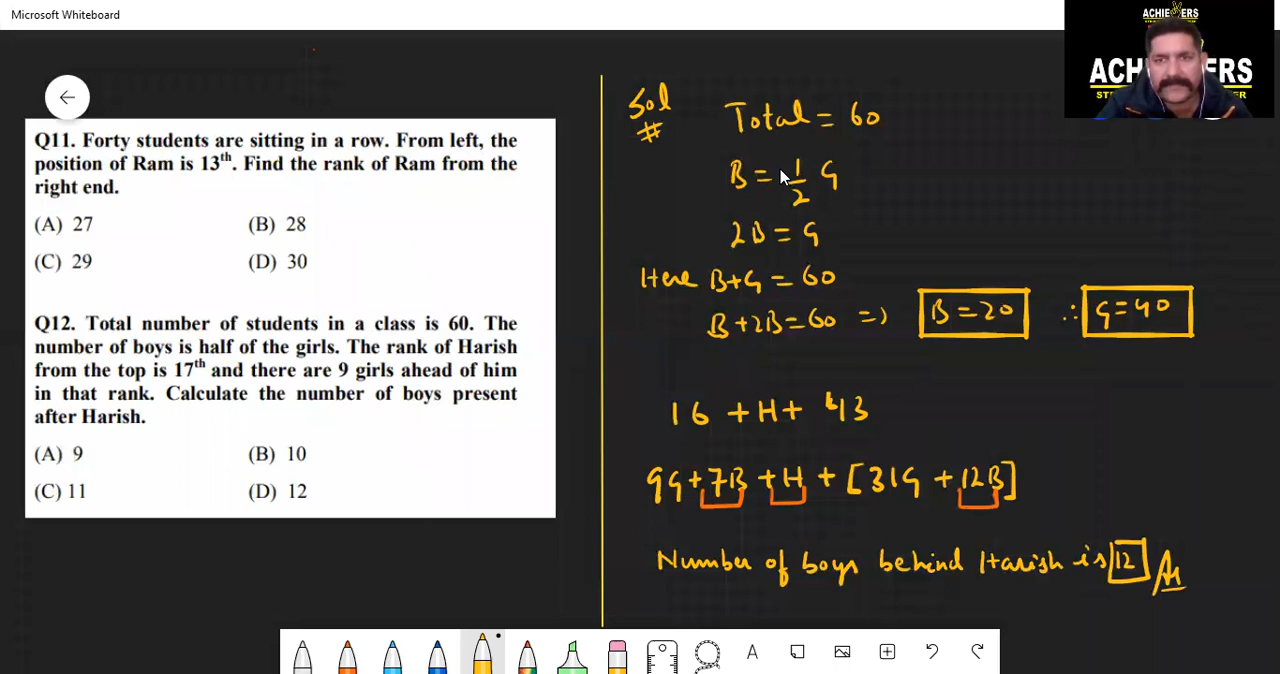 Microsoft Whiteboard
ACHIEVERS
Q11. Forty students are sitting in a row. From left, the
position of Ram is 13th. Find the rank of Ram from the
right end.
(A) 27
(B) 28
(C) 29
(D) 30
Q12. Total number of students in a class is 60. The
number of boys is half of the girls. The rank of Harish
from the top is 17th and there are 9 girls ahead of him
in that rank. Calculate the number of boys present
after Harish.
(A) 9
(B) 10
(C) 11
(D) 12
Sol
#
Total = 60
B = 1/2 G
2B = G
Here B+G = 60
B+2B=60 => B=20 ∴ G=40
16 + H + 43
9G+7B + H + [31G + 12B]
Number of boys behind Harish is 12 An
A